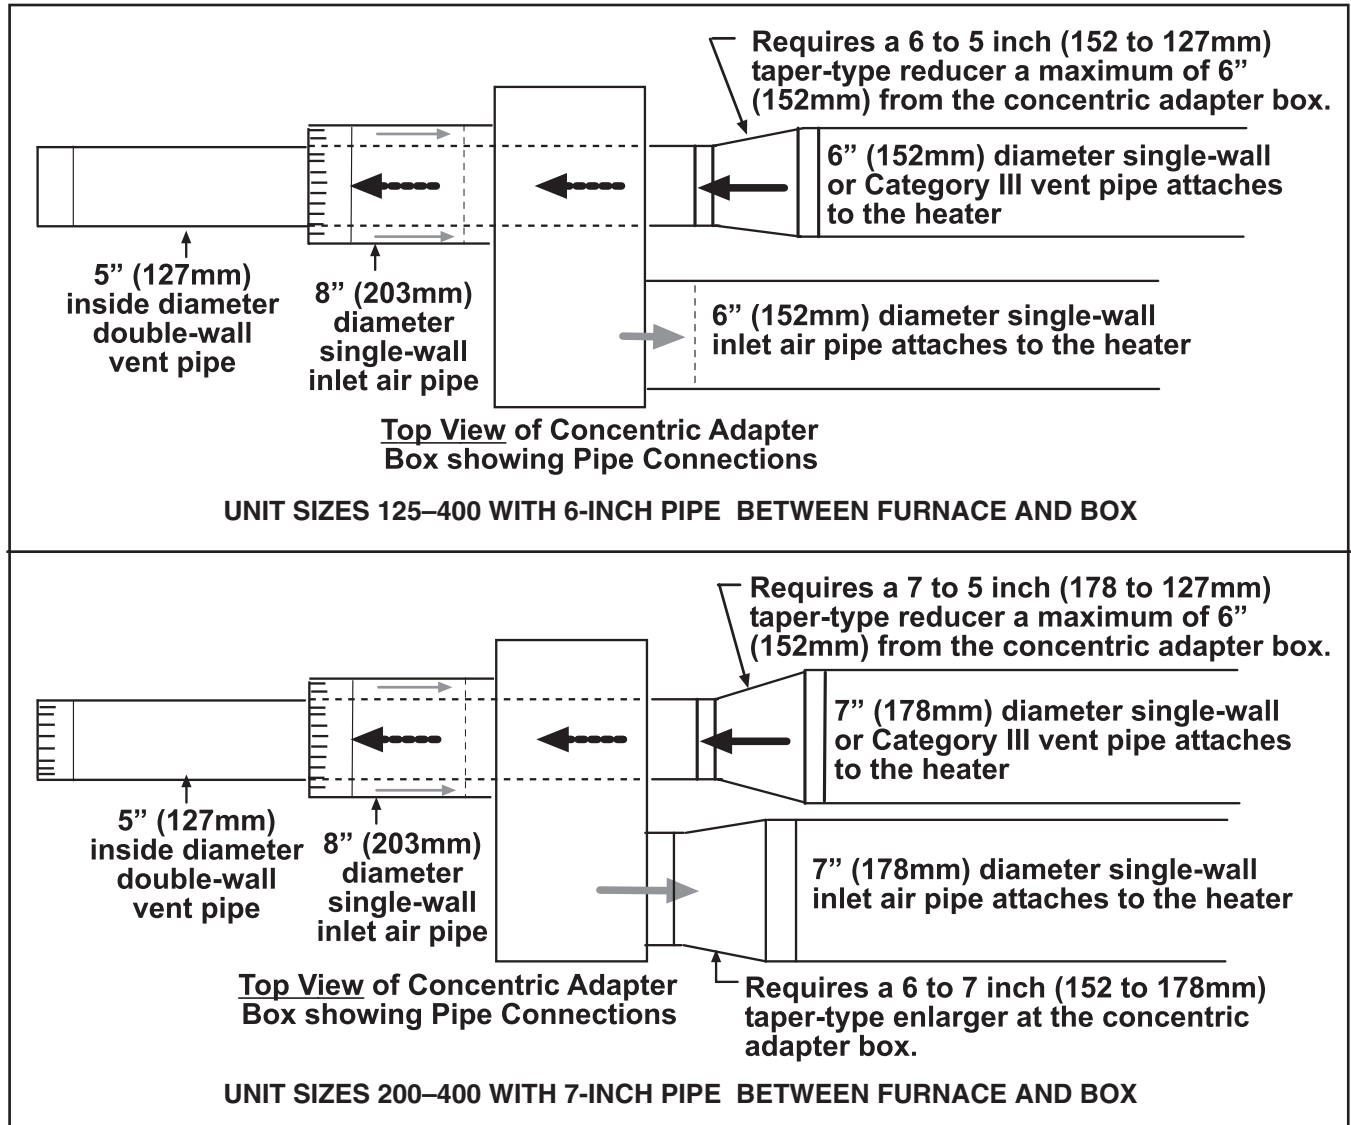 Requires a 6 to 5 inch (152 to 127mm)
taper-type reducer a maximum of 6”
(152mm) from the concentric adapter box.
6” (152mm) diameter single-wall
or Category III vent pipe attaches
to the heater
5” (127mm)
inside diameter
double-wall
vent pipe
8” (203mm)
diameter
single-wall
inlet air pipe
6” (152mm) diameter single-wall
inlet air pipe attaches to the heater
Top View of Concentric Adapter
Box showing Pipe Connections
UNIT SIZES 125–400 WITH 6-INCH PIPE BETWEEN FURNACE AND BOX
Requires a 7 to 5 inch (178 to 127mm)
taper-type reducer a maximum of 6”
(152mm) from the concentric adapter box.
7” (178mm) diameter single-wall
or Category III vent pipe attaches
to the heater
5” (127mm)
inside diameter
double-wall
vent pipe
8” (203mm)
diameter
single-wall
inlet air pipe
7” (178mm) diameter single-wall
inlet air pipe attaches to the heater
Top View of Concentric Adapter
Box showing Pipe Connections
Requires a 6 to 7 inch (152 to 178mm)
taper-type enlarger at the concentric
adapter box.
UNIT SIZES 200–400 WITH 7-INCH PIPE BETWEEN FURNACE AND BOX